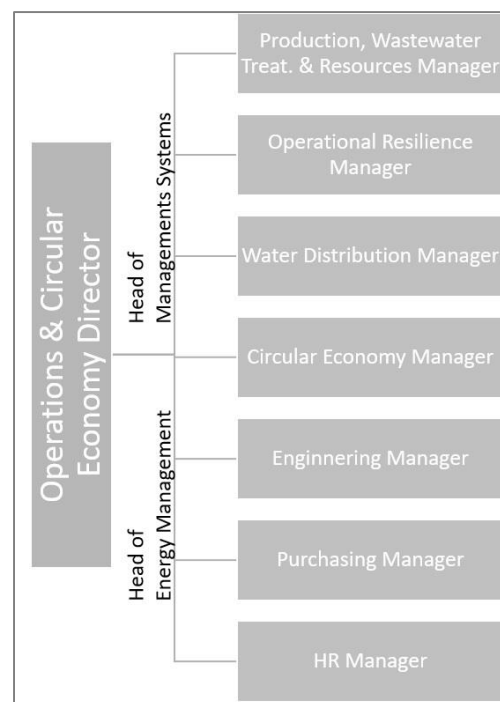 Operations & Circular
Economy Director
Head of
Managements Systems
Head of
Energy Management
Production, Wastewater
Treat. & Resources Manager
Operational Resilience
Manager
Water Distribution Manager
Circular Economy Manager
Enginnering Manager
Purchasing Manager
HR Manager